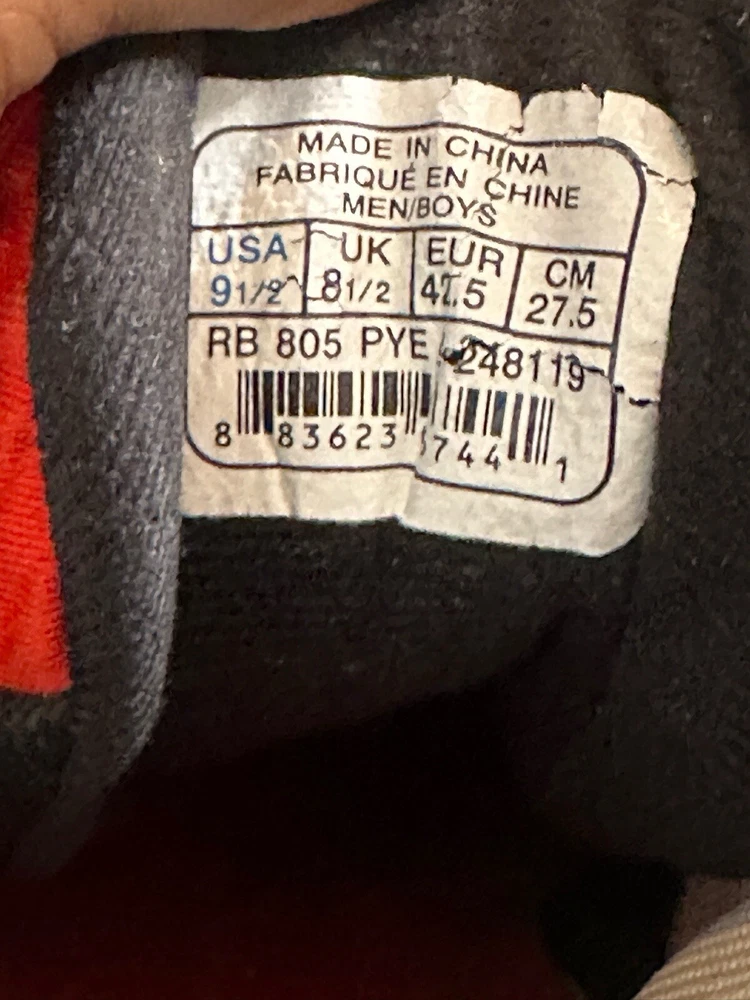 MADE IN CHINA
FABRIQUÉ EN CHINE
MEN/BOYS
USA UK EUR CM
9 1/2 8 1/2 27.5
RB 805 PYE 248119
8 83623 744 1